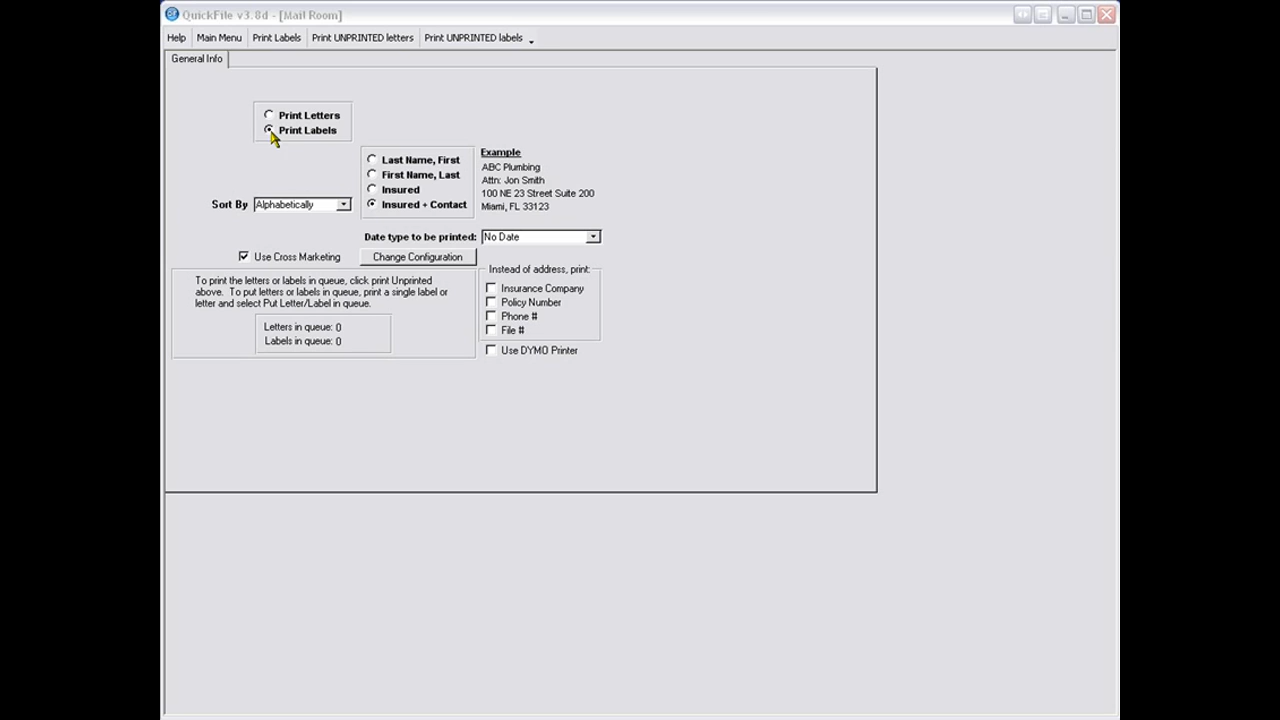 QuickFile v3.8d - [Mail Room]
Help Main Menu Print Labels Print UNPRINTED letters Print UNPRINTED labels
General Info
Print Letters
Print Labels
Last Name, First
First Name, Last
Insured
Insured + Contact
Example
ABC Plumbing
Attn: Jon Smith
100 NE 23 Street Suite 200
Miami, FL 33123
Sort By Alphabetically
Date type to be printed: No Date
Use Cross Marketing Change Configuration
To print the letters or labels in queue, click print Unprinted
above. To put letters or labels in queue, print a single label or
letter and select Put Letter/Label in queue.
Letters in queue: 0
Labels in queue: 0
Instead of address, print:
Insurance Company
Policy Number
Phone #
File #
Use DYMO Printer